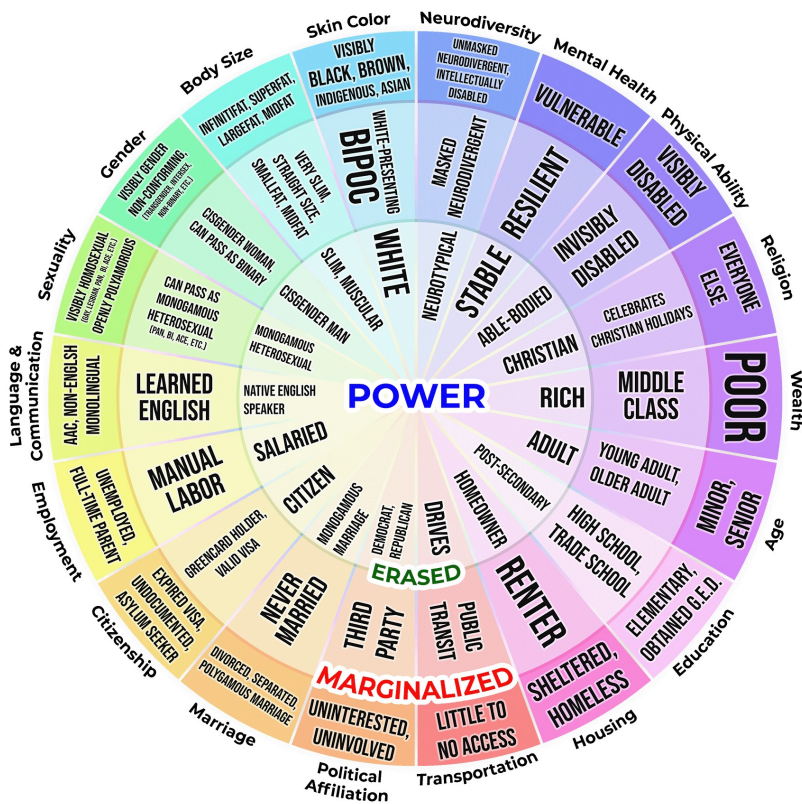 Skin Color
VISIBLY
BLACK, BROWN,
INDIGENOUS, ASIAN
WHITE-PRESENTING
BIPOC
WHITE
Neurodiversity
UNMASKED
NEURODIVERGENT,
INTELLECTUALLY
DISABLED
MASKED
NEURODIVERGENT
NEUROTYPICAL
Mental Health
VULNERABLE
RESILIENT
STABLE
Physical Ability
VISIBLY
DISABLED
INVISIBLY
DISABLED
ABLE-BODIED
Religion
EVERYONE
ELSE
CELEBRATES
CHRISTIAN HOLIDAYS
CHRISTIAN
Wealth
POOR
MIDDLE
CLASS
RICH
Age
MINOR,
SENIOR
YOUNG ADULT,
OLDER ADULT
ADULT
Education
ELEMENTARY,
OBTAINED G.E.D.
HIGH SCHOOL,
TRADE SCHOOL
POST-SECONDARY
Housing
SHELTERED,
HOMELESS
RENTER
HOMEOWNER
Transportation
LITTLE TO
NO ACCESS
PUBLIC
TRANSIT
DRIVES
Political
Affiliation
UNINTERESTED,
UNINVOLVED
THIRD
PARTY
DEMOCRAT,
REPUBLICAN
Marriage
DIVORCED, SEPARATED,
POLYGAMOUS MARRIAGE
NEVER
MARRIED
MONOGAMOUS
MARRIAGE
Citizenship
EXPIRED VISA,
UNDOCUMENTED,
ASYLUM SEEKER
GREENCARD HOLDER,
VALID VISA
CITIZEN
Employment
UNEMPLOYED,
FULL-TIME PARENT
MANUAL
LABOR
SALARIED
Language &
Communication
AAC, NON-ENGLISH
MONOLINGUAL
LEARNED
ENGLISH
NATIVE ENGLISH
SPEAKER
Sexuality
VISIBLY HOMOSEXUAL
(GAY, LESBIAN, PAN, BI, ACE, ETC.)
OPENLY POLYAMOROUS
CAN PASS AS
MONOGAMOUS
HETEROSEXUAL
(PAN, BI, ACE, ETC.)
MONOGAMOUS
HETEROSEXUAL
Gender
VISIBLY GENDER
NON-CONFORMING,
(TRANSGENDER, INTERSEX,
NON-BINARY, ETC.)
CISGENDER WOMAN,
CAN PASS AS BINARY
CISGENDER MAN
Body Size
INFINITIFAT, SUPERFAT,
LARGEFAT, MIDFAT
VERY SLIM,
STRAIGHT SIZE,
SMALLFAT, MIDFAT
SLIM, MUSCULAR
POWER
ERASED
MARGINALIZED